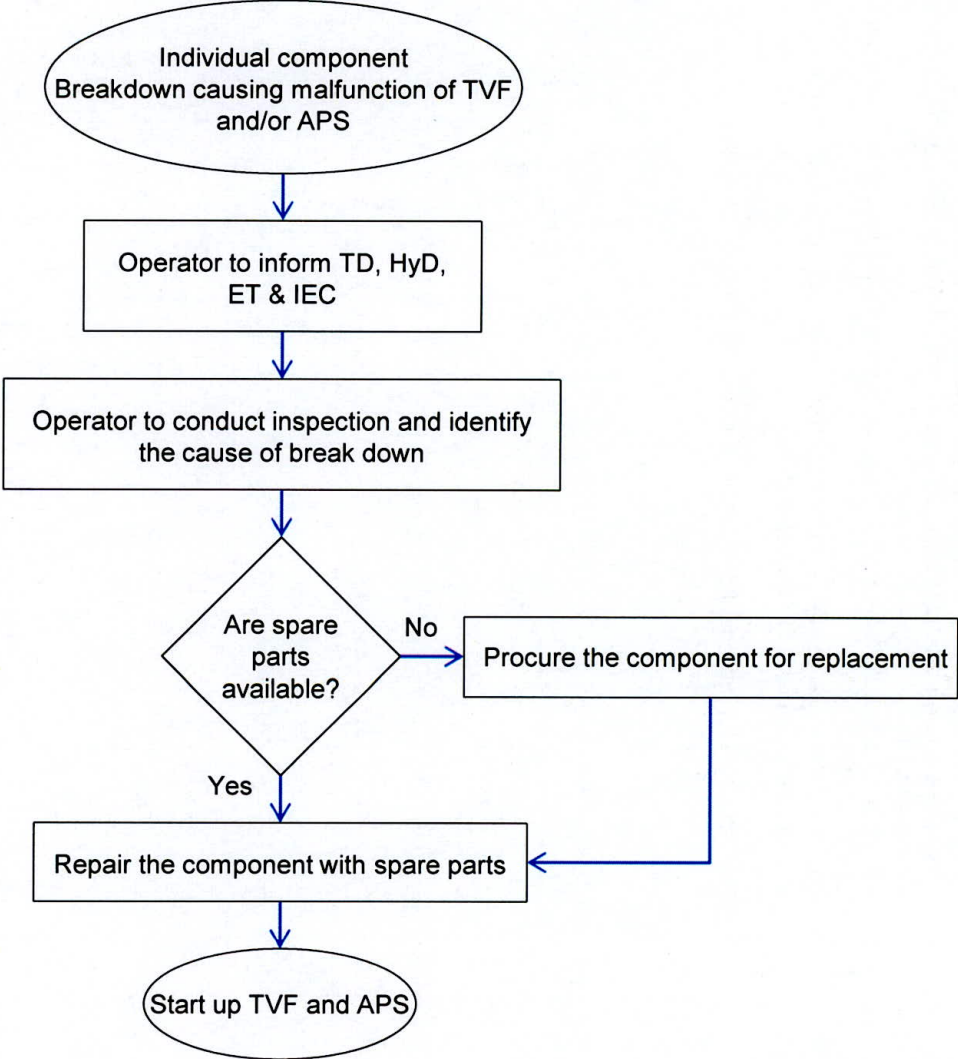 Individual component
Breakdown causing malfunction of TVF
and/or APS
Operator to inform TD, HyD,
ET & IEC
Operator to conduct inspection and identify
the cause of break down
Are spare
parts
available?
No
Procure the component for replacement
Yes
Repair the component with spare parts
Start up TVF and APS